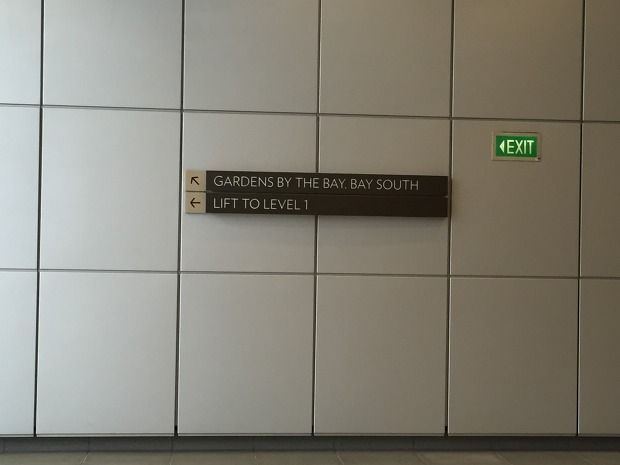 GARDENS BY THE BAY. BAY SOUTH
LIFT TO LEVEL 1
EXIT